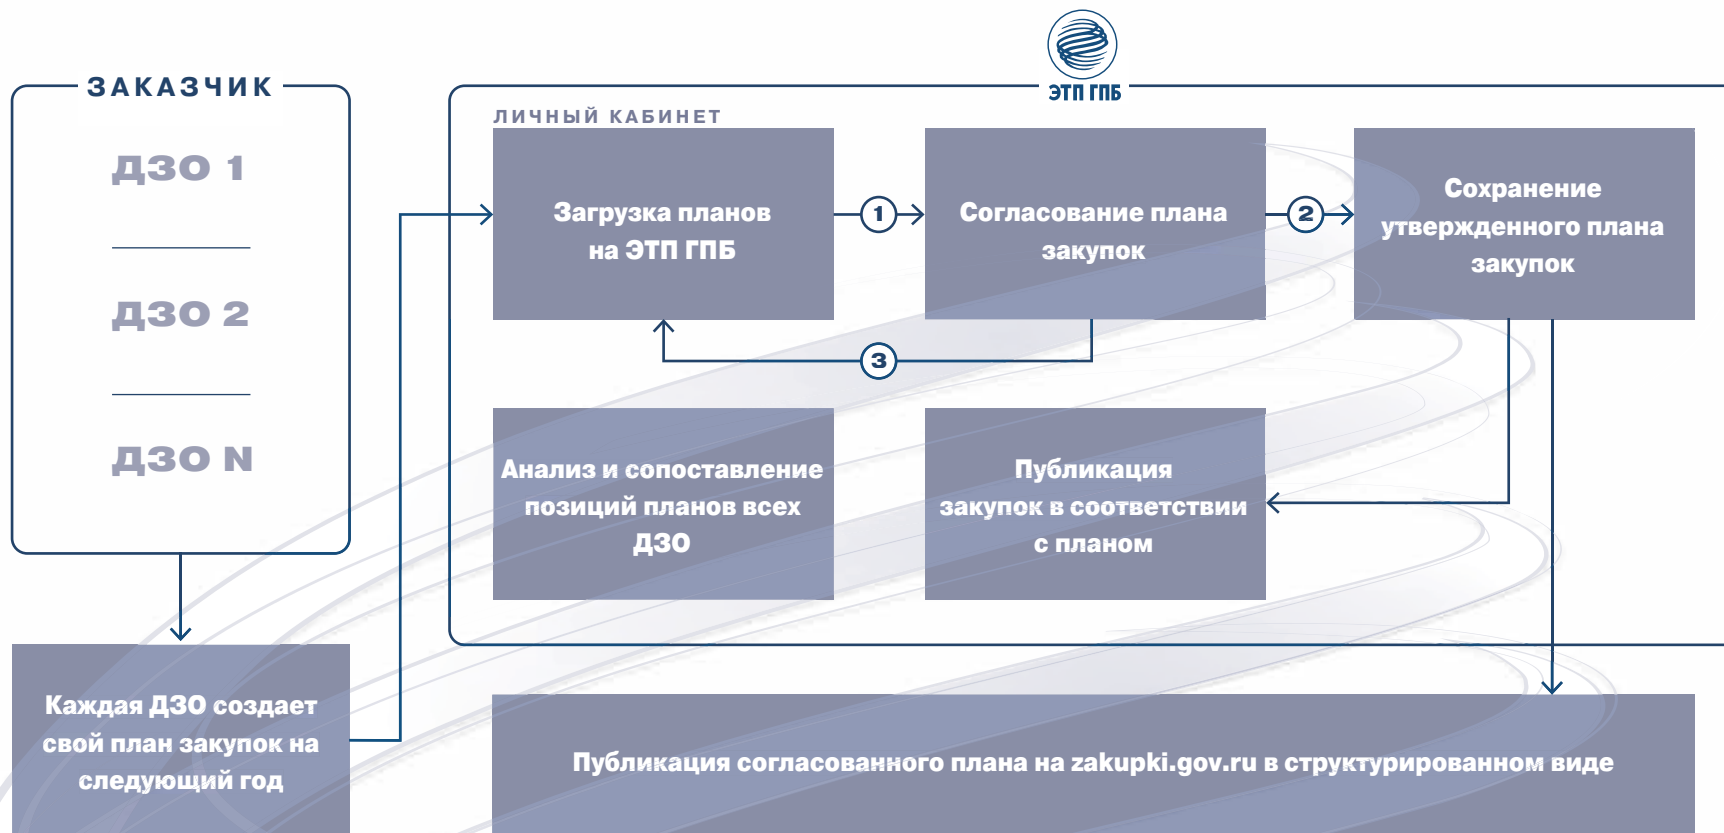 ЗАКАЗЧИК
ДЗО 1
ДЗО 2
ДЗО N
Каждая ДЗО создает
свой план закупок на
следующий год
ЭТП ГПБ
ЛИЧНЫЙ КАБИНЕТ
Загрузка планов
на ЭТП ГПБ
1
Согласование плана
закупок
2
Сохранение
утвержденного плана
закупок
3
Анализ и сопоставление
позиций планов всех
ДЗО
Публикация
закупок в соответствии
с планом
Публикация согласованного плана на zakupki.gov.ru в структурированном виде